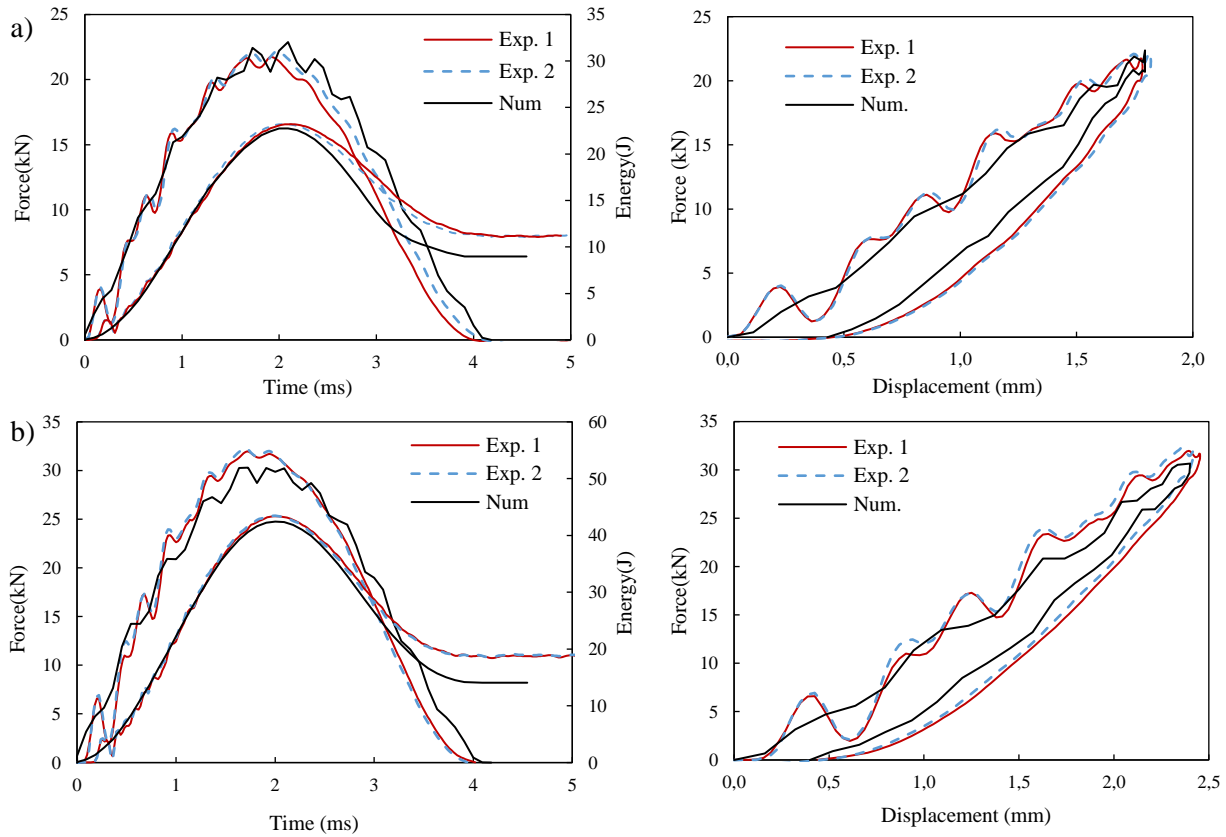 a)
Force(kN)
25
20
15
10
5
0
0
1
2
3
4
5
Time (ms)
35
30
25
20
15
10
5
0
Energy(J)
Exp. 1
Exp. 2
Num
Force (kN)
25
20
15
10
5
0
0,0
0,5
1,0
1,5
2,0
Displacement (mm)
Exp. 1
Exp. 2
Num.
b)
Force(kN)
35
30
25
20
15
10
5
0
0
1
2
3
4
5
Time (ms)
60
50
40
30
20
10
0
Energy(J)
Exp. 1
Exp. 2
Num
Force(kN)
35
30
25
20
15
10
5
0
0,0
0,5
1,0
1,5
2,0
2,5
Displacement (mm)
Exp. 1
Exp. 2
Num.